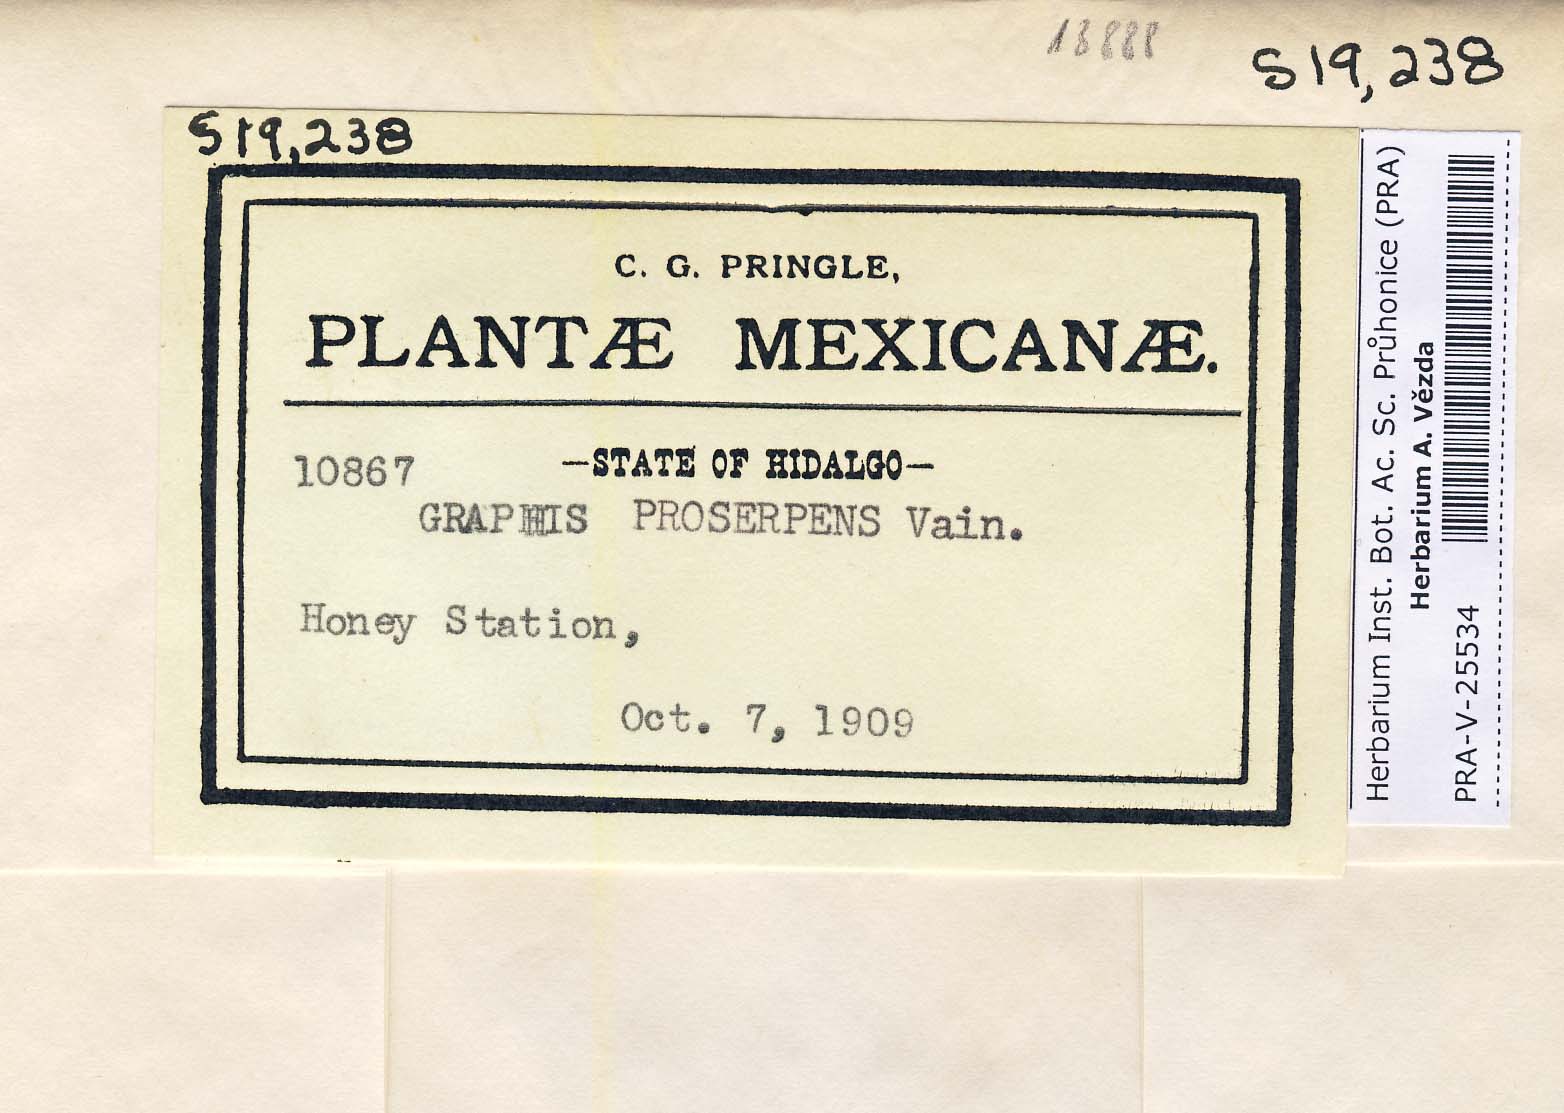 13888
S19,238
S19,238
C. G. PRINGLE,
PLANTÆ MEXICANÆ.
10867 —STATE OF HIDALGO—
GRAPHIS PROSERPENS Vain.
Honey Station,
Oct. 7, 1909
Herbarium Inst. Bot. Ac. Sc. Průhonice (PRA)
Herbarium A. Vězda
PRA-V-25534